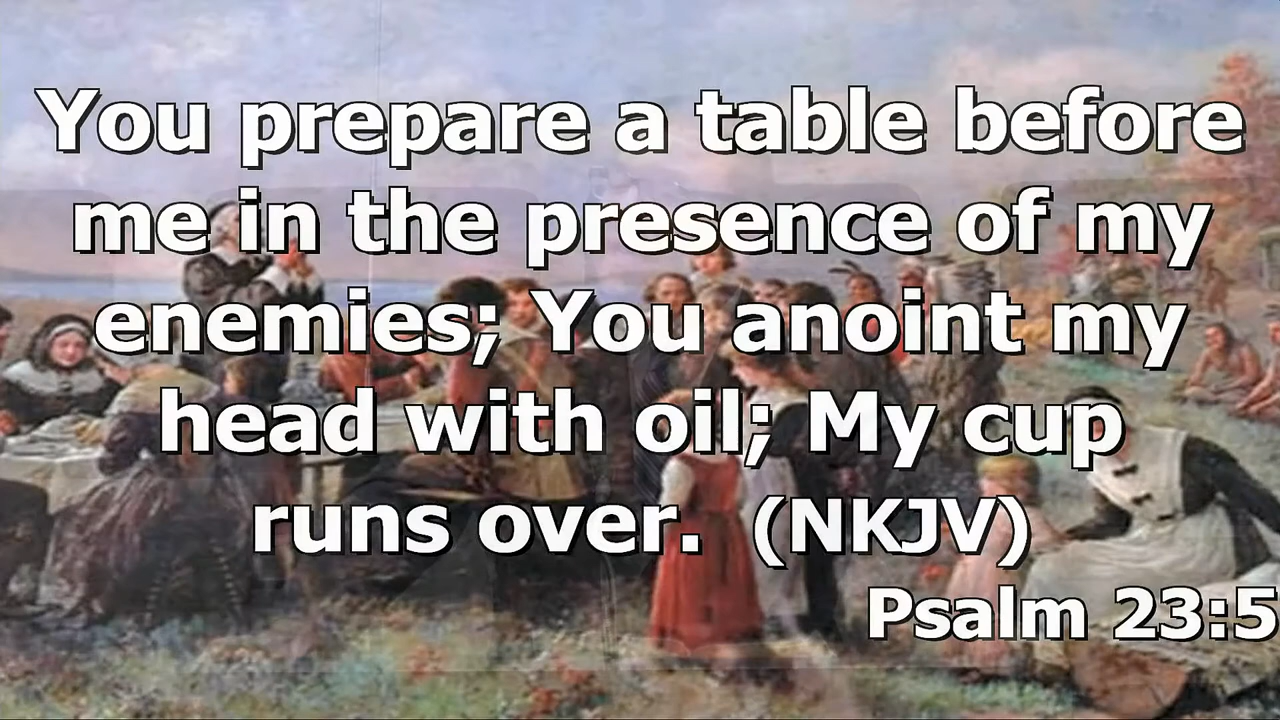 You prepare a table before
me in the presence of my
enemies; You anoint my
head with oil; My cup
runs over.  (NKJV)
Psalm 23:5